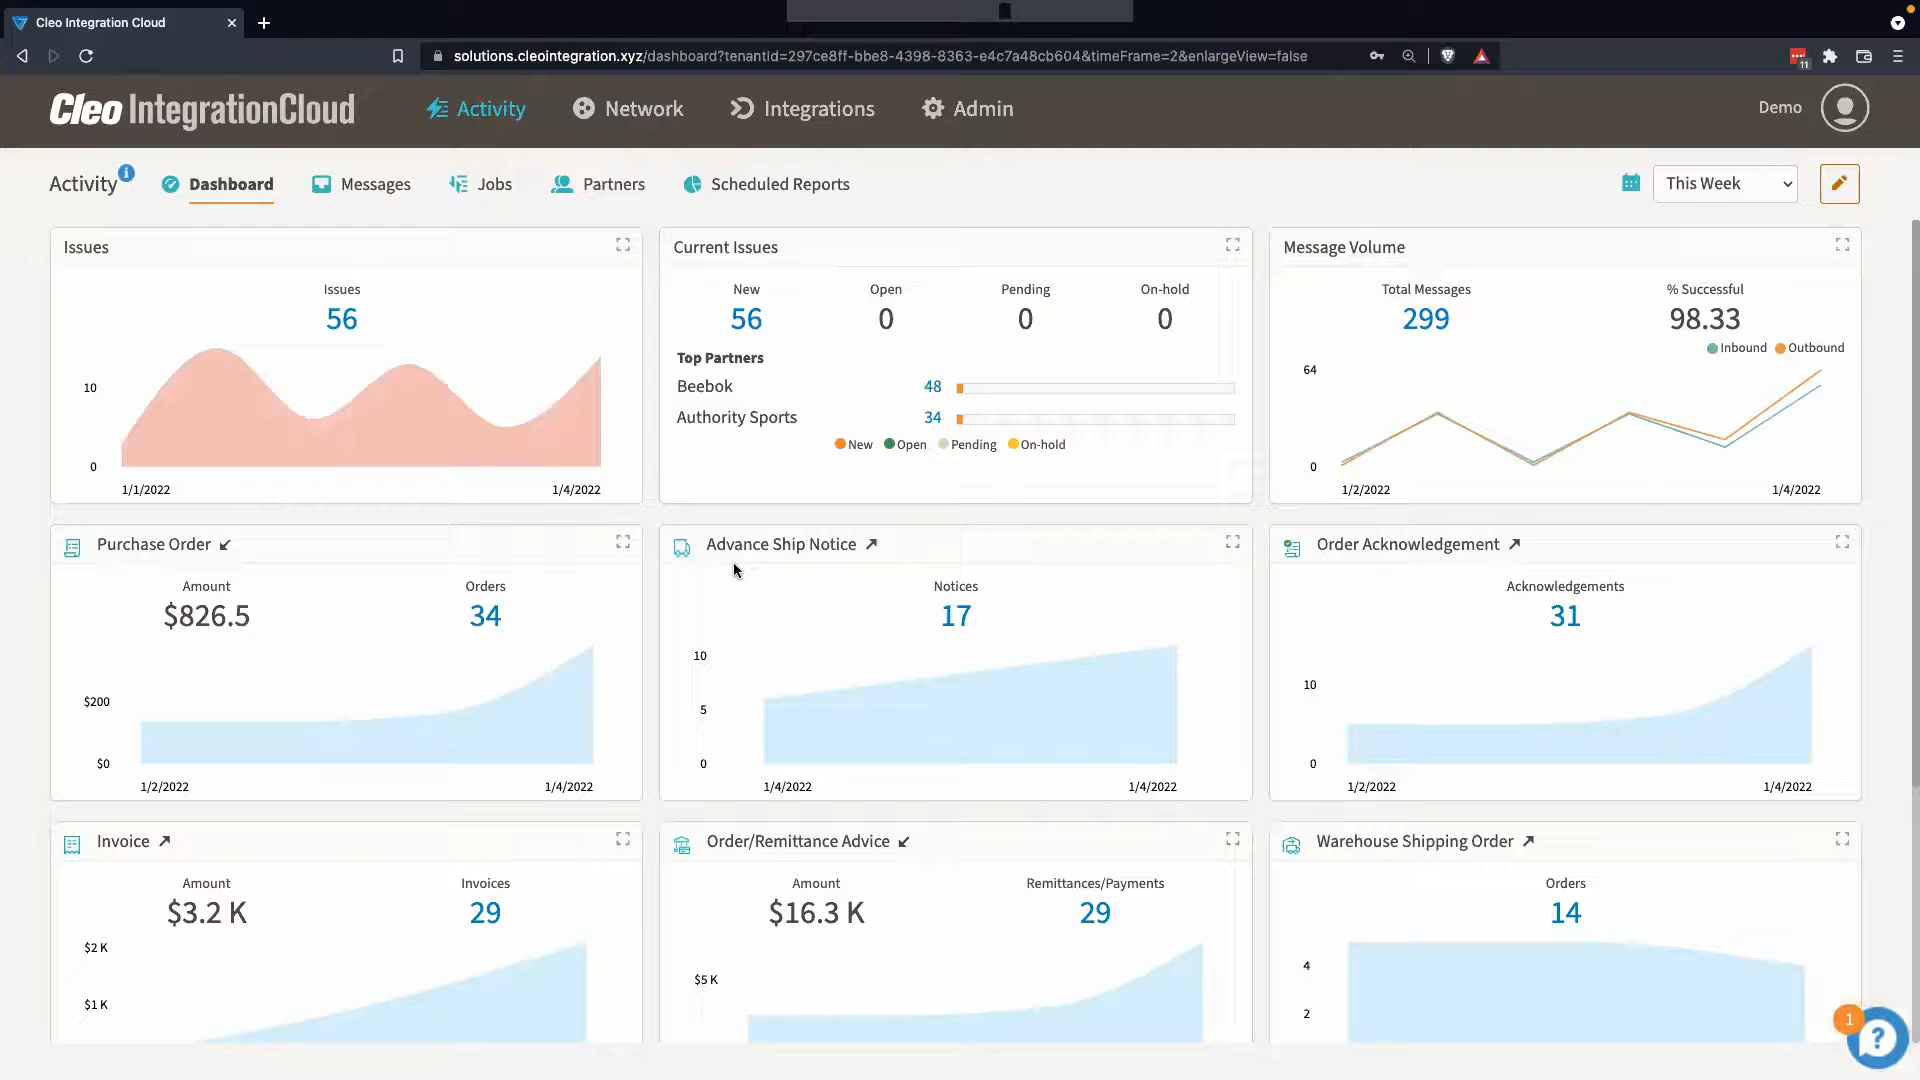 Cleo Integration Cloud
solutions.cleointegration.xyz/dashboard?tenantId=297ce8ff-bbe8-4398-8363-e4c7a48cb604&timeFrame=2&enlargeView=false
11
Cleo IntegrationCloud
Activity
Network
Integrations
Admin
Demo
Activity
Dashboard
Messages
Jobs
Partners
Scheduled Reports
This Week
Issues
Issues
56
10
0
1/1/2022
1/4/2022
Current Issues
New
Open
Pending
On-hold
56
0
0
0
Top Partners
Beebok 48
Authority Sports 34
New Open Pending On-hold
Message Volume
Total Messages
% Successful
299
98.33
Inbound Outbound
64
0
1/2/2022
1/4/2022
Purchase Order
Amount
Orders
$826.5
34
$200
$0
1/2/2022
1/4/2022
Advance Ship Notice
Notices
17
10
5
0
1/4/2022
1/4/2022
Order Acknowledgement
Acknowledgements
31
10
0
1/2/2022
1/4/2022
Invoice
Amount
Invoices
$3.2 K
29
$2 K
$1 K
Order/Remittance Advice
Amount
Remittances/Payments
$16.3 K
29
$5 K
Warehouse Shipping Order
Orders
14
4
2
1
?